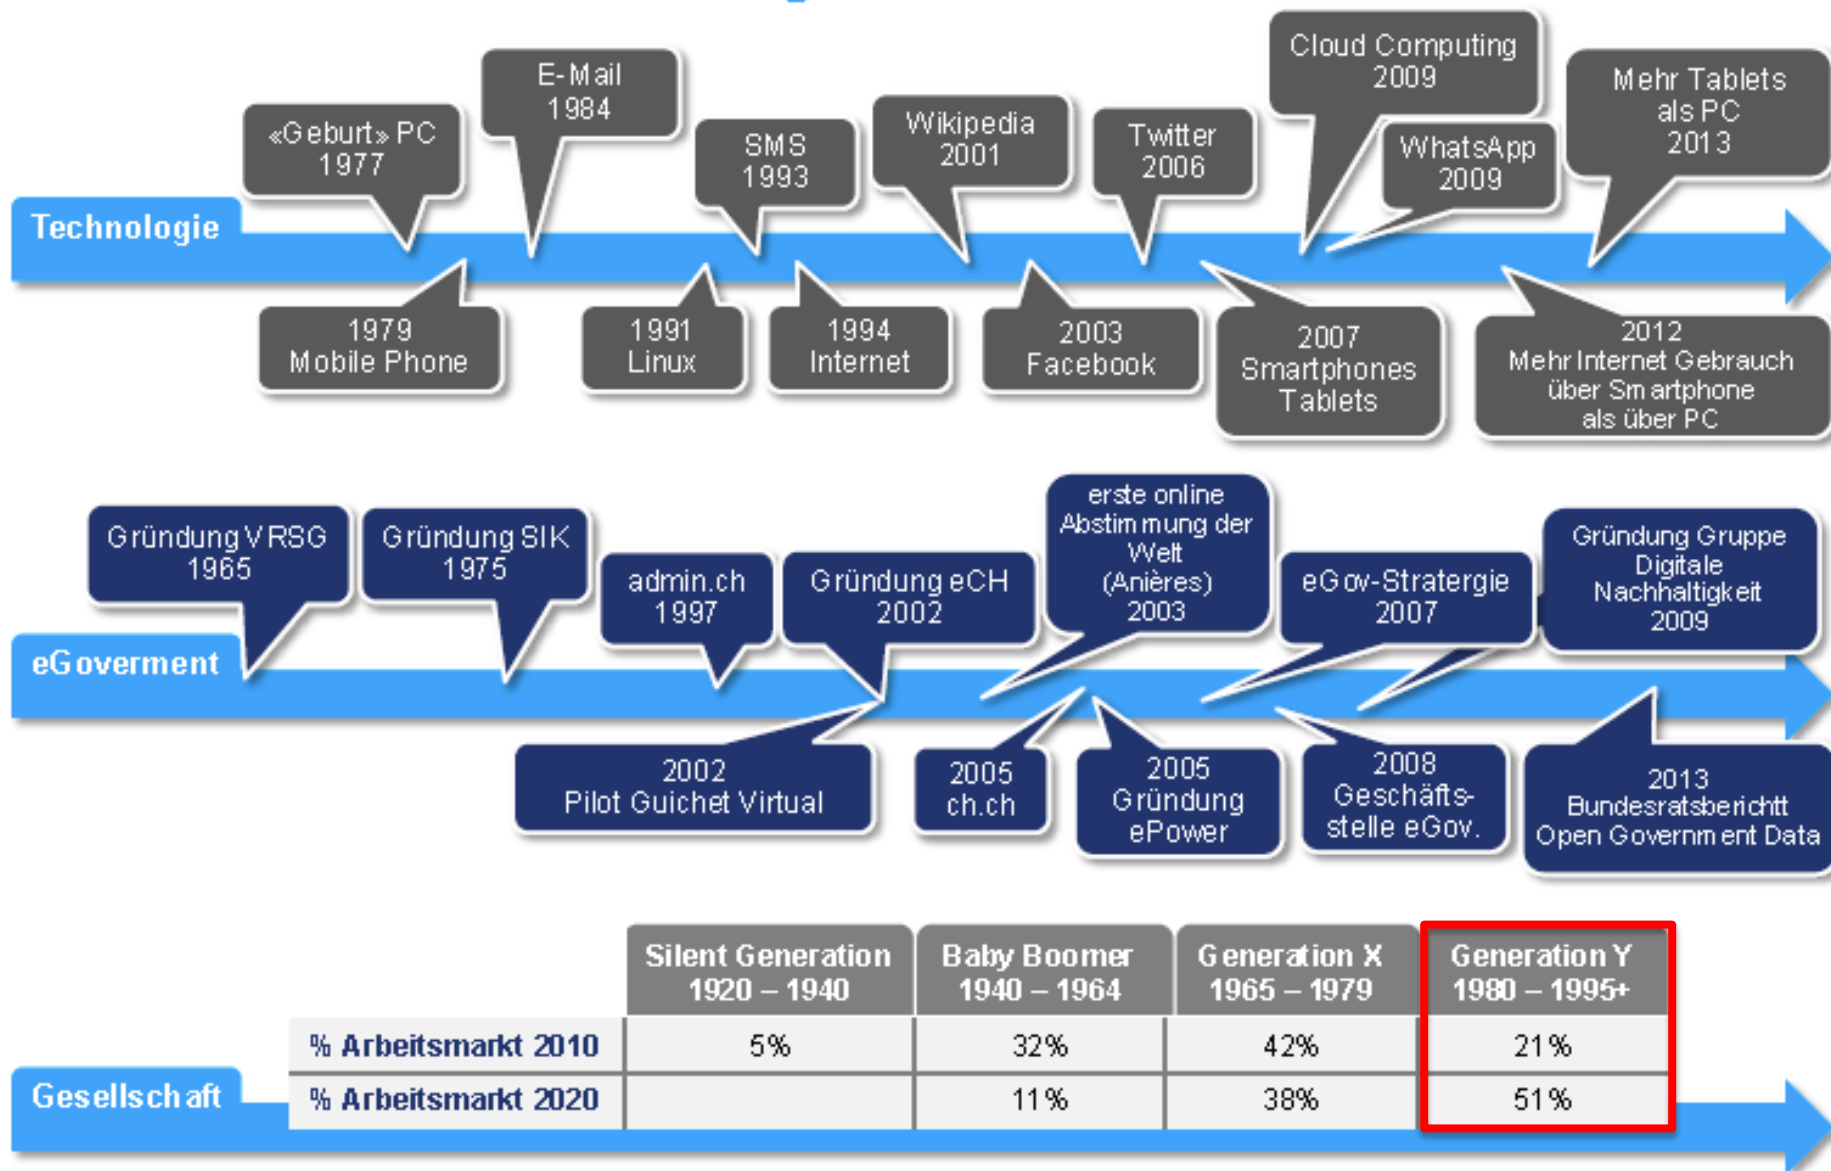 Technologie
«Geburt» PC
1977
E-Mail
1984
SMS
1993
Wikipedia
2001
Twitter
2006
Cloud Computing
2009
WhatsApp
2009
Mehr Tablets
als PC
2013
1979
Mobile Phone
1991
Linux
1994
Internet
2003
Facebook
2007
Smartphones
Tablets
2012
Mehr Internet Gebrauch
über Smartphone
als über PC
eGoverment
Gründung VRSG
1965
Gründung SIK
1975
admin.ch
1997
Gründung eCH
2002
erste online
Abstimmung der
Welt
(Anières)
2003
eGov-Stratergie
2007
Gründung Gruppe
Digitale
Nachhaltigkeit
2009
2002
Pilot Guichet Virtual
2005
ch.ch
2005
Gründung
ePower
2008
Geschäfts-
stelle eGov.
2013
Bundesratsberichtt
Open Government Data
Gesellschaft
Silent Generation
1920 – 1940
Baby Boomer
1940 – 1964
Generation X
1965 – 1979
Generation Y
1980 – 1995+
% Arbeitsmarkt 2010 5% 32% 42% 21%
% Arbeitsmarkt 2020 11% 38% 51%